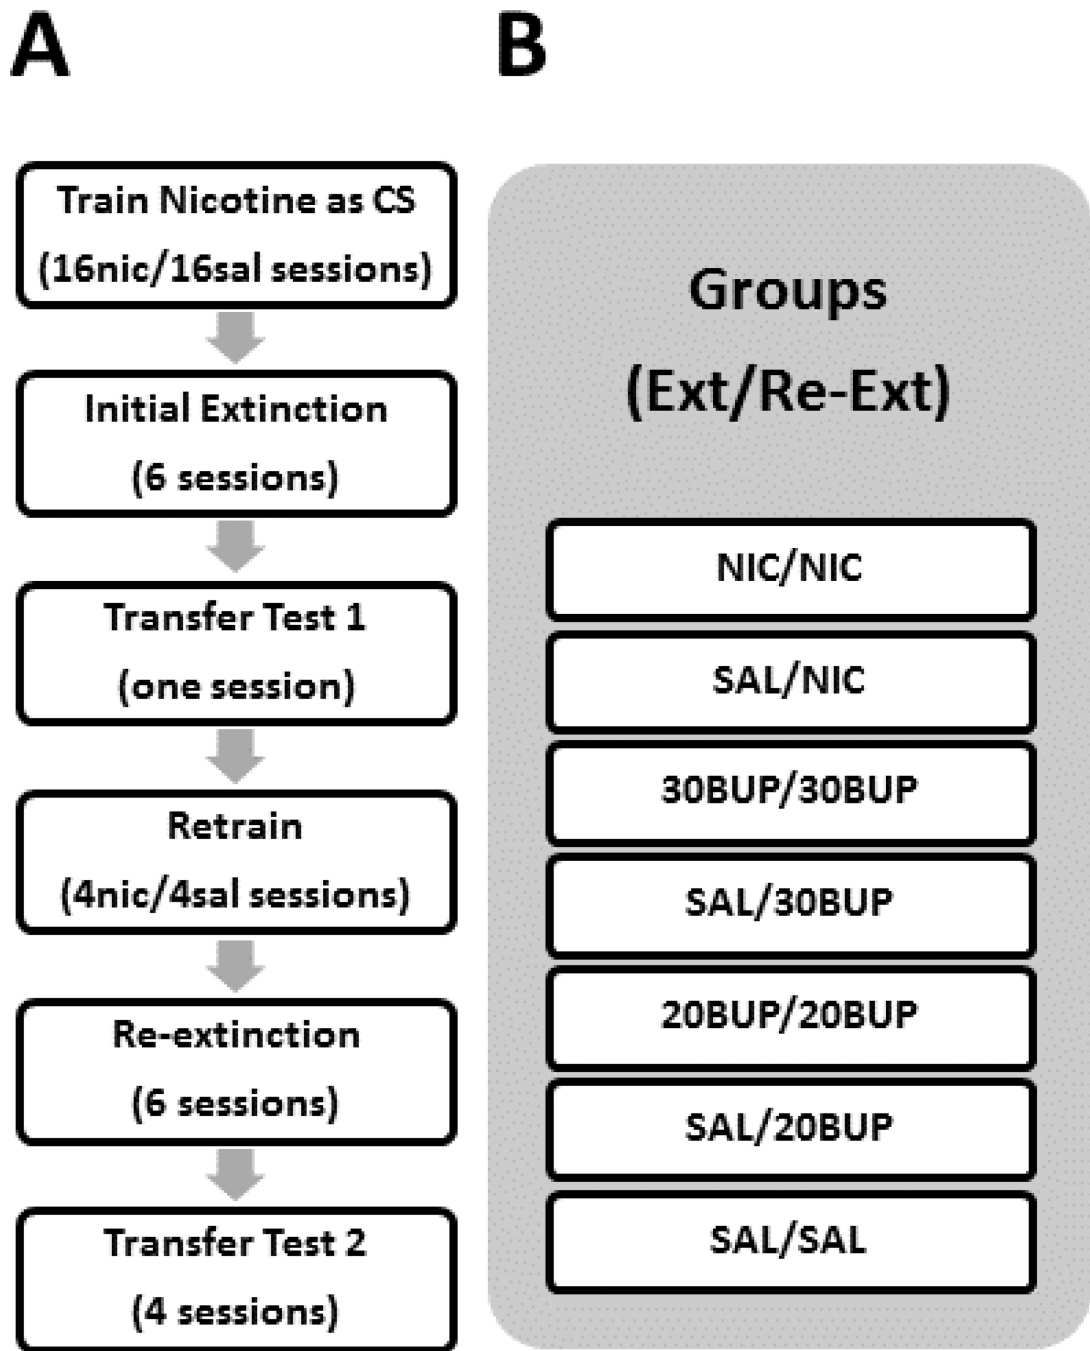 A
Train Nicotine as CS
(16nic/16sal sessions)
Initial Extinction
(6 sessions)
Transfer Test 1
(one session)
Retrain
(4nic/4sal sessions)
Re-extinction
(6 sessions)
Transfer Test 2
(4 sessions)
B
Groups
(Ext/Re-Ext)
NIC/NIC
SAL/NIC
30BUP/30BUP
SAL/30BUP
20BUP/20BUP
SAL/20BUP
SAL/SAL